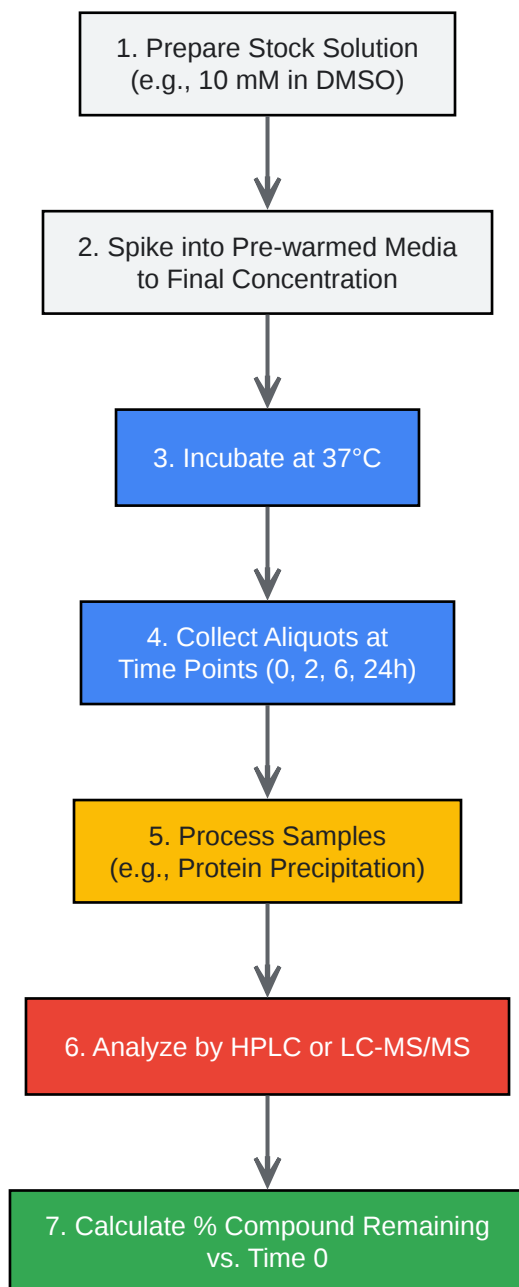 1. Prepare Stock Solution
(e.g., 10 mM in DMSO)
2. Spike into Pre-warmed Media
to Final Concentration
3. Incubate at 37°C
4. Collect Aliquots at
Time Points (0, 2, 6, 24h)
5. Process Samples
(e.g., Protein Precipitation)
6. Analyze by HPLC or LC-MS/MS
7. Calculate % Compound Remaining
vs. Time 0